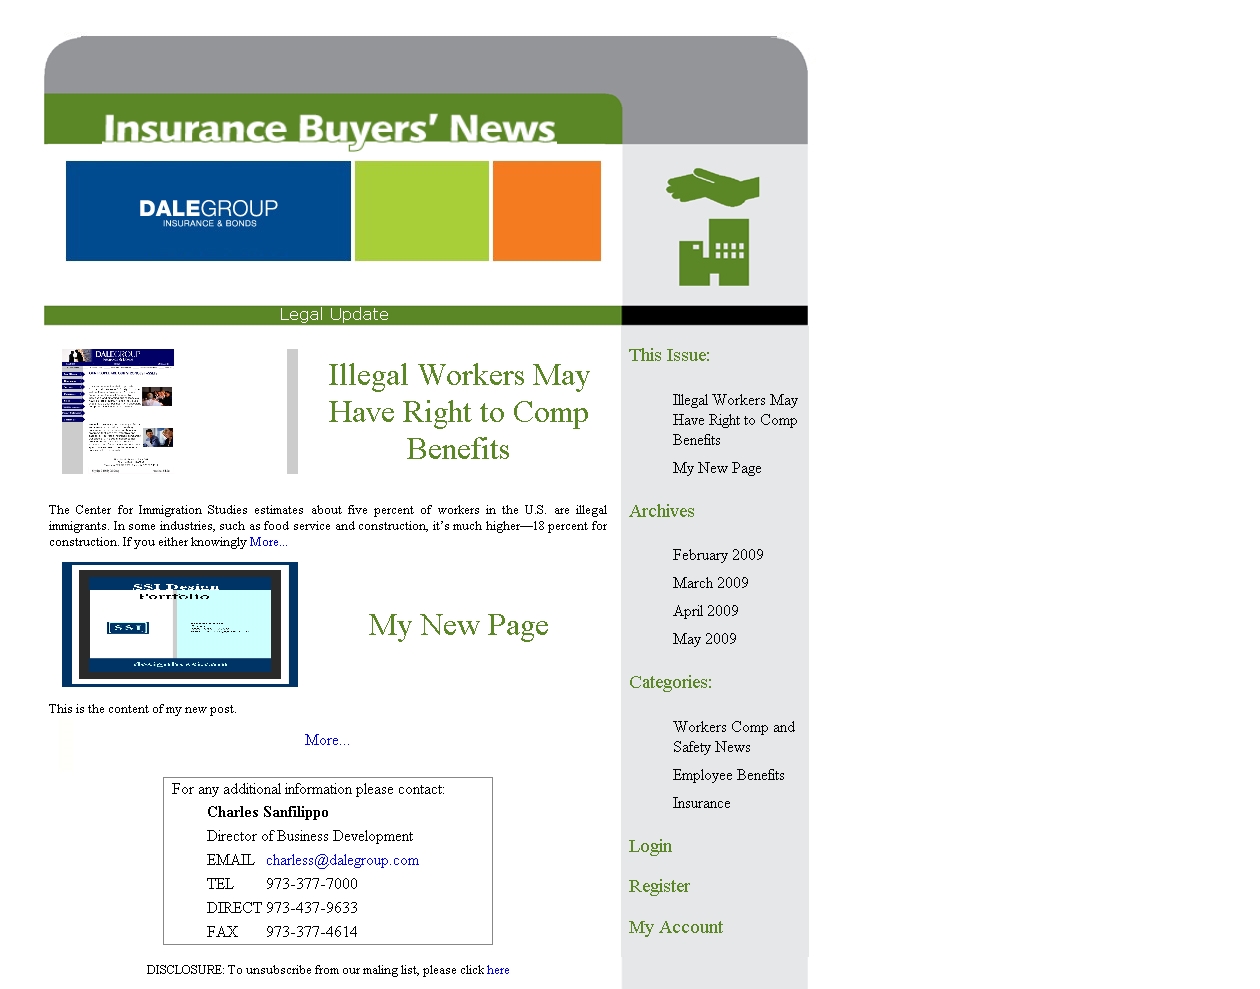 Insurance Buyers' News
DALEGROUP
INSURANCE & BONDS
Legal Update
DALEGROUP
Illegal Workers May
Have Right to Comp
Benefits
The Center for Immigration Studies estimates about five percent of workers in the U.S. are illegal
immigrants. In some industries, such as food service and construction, it's much higher—18 percent for
construction. If you either knowingly More...
SSI Design
Portfolio
[SSI]
My New Page
This is the content of my new post.
More...
For any additional information please contact:
Charles Sanfilippo
Director of Business Development
EMAIL charless@dalegroup.com
TEL 973-377-7000
DIRECT 973-437-9633
FAX 973-377-4614
DISCLOSURE: To unsubscribe from our maling list, please click here
This Issue:
Illegal Workers May
Have Right to Comp
Benefits
My New Page
Archives
February 2009
March 2009
April 2009
May 2009
Categories:
Workers Comp and
Safety News
Employee Benefits
Insurance
Login
Register
My Account